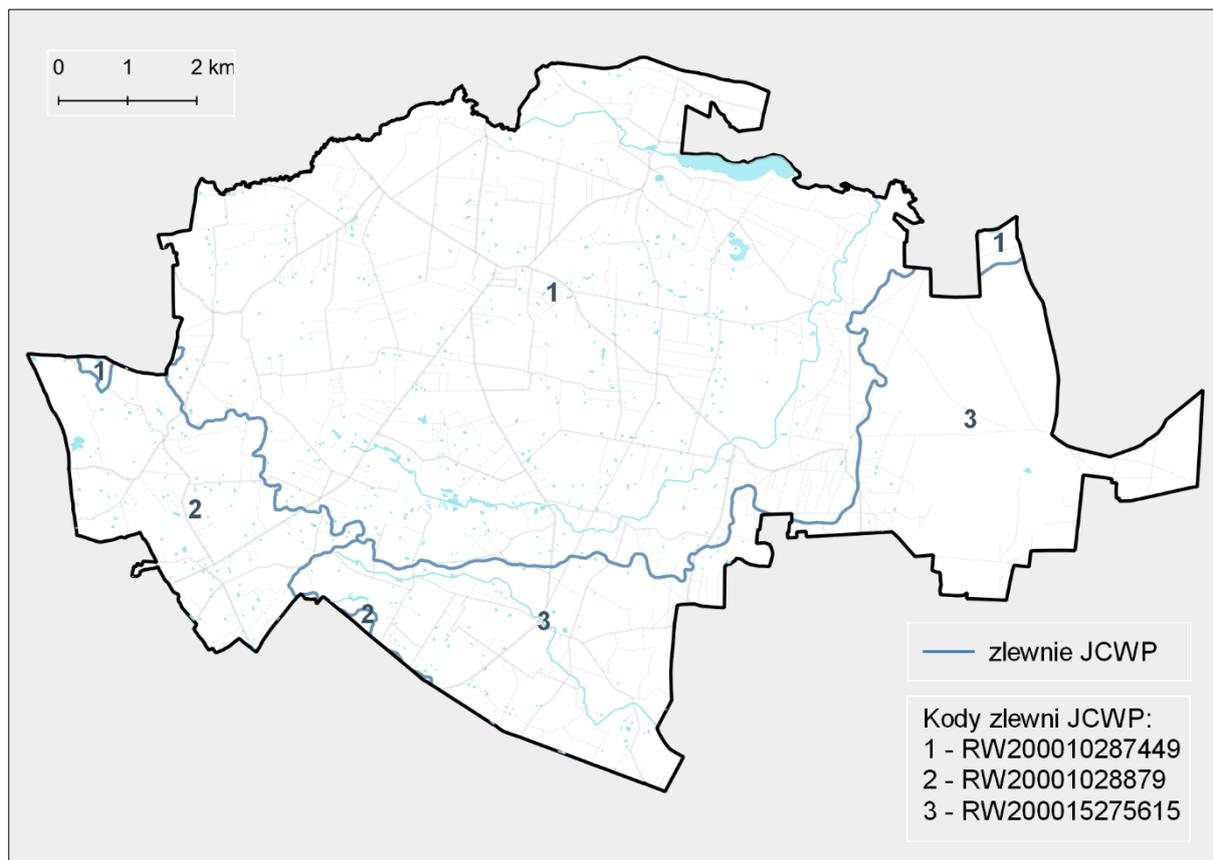 0 1 2 km
1
1
1
3
2
2
3
zlewnie JCWP
Kody zlewni JCWP:
1 - RW200010287449
2 - RW20001028879
3 - RW200015275615